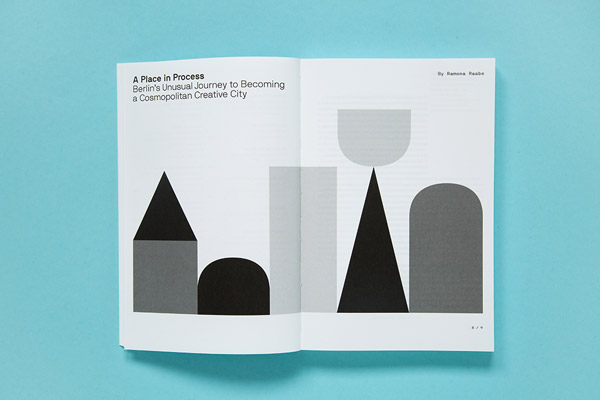 A Place in Process
Berlin's Unusual Journey to Becoming
a Cosmopolitan Creative City
By Ramona Raabe